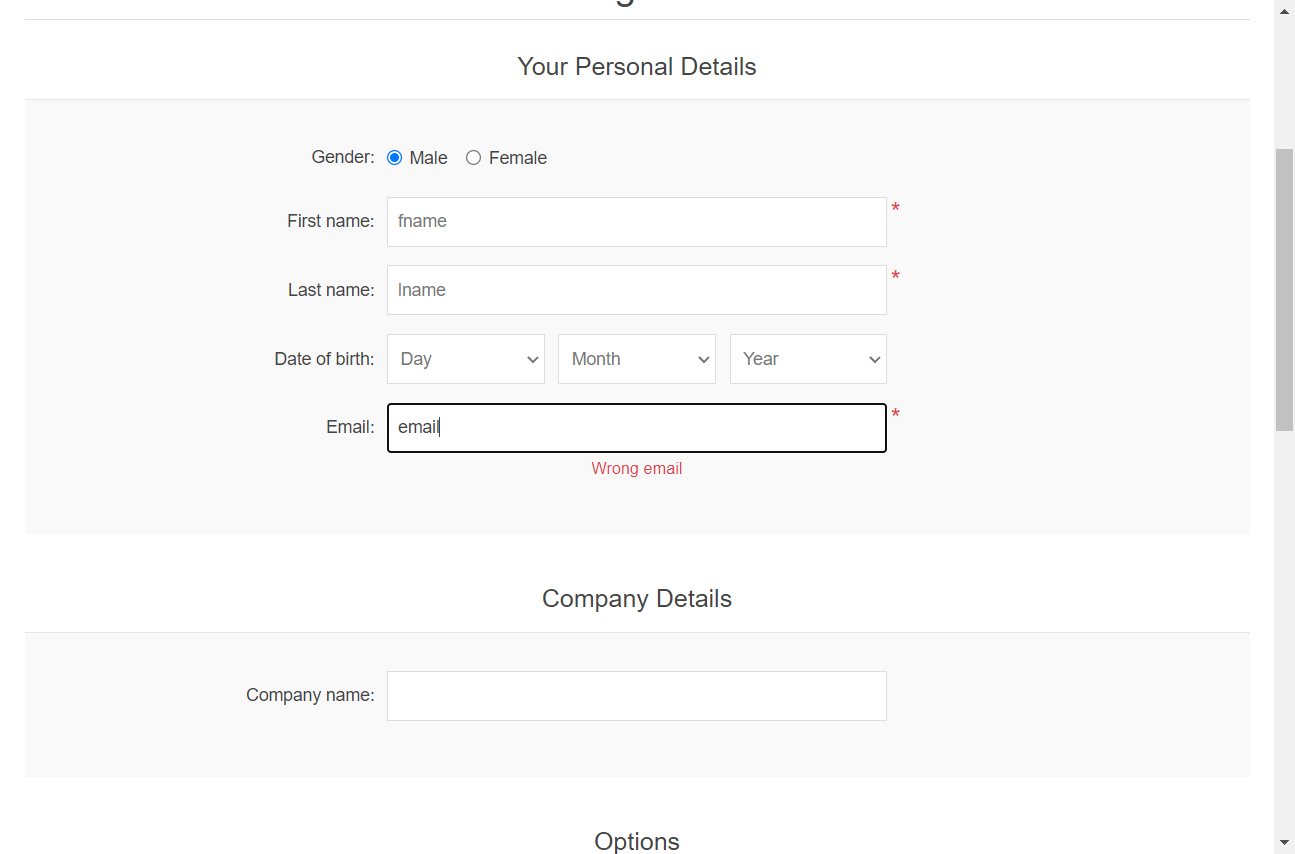 Your Personal Details
Gender: Male Female
First name: fname *
Last name: lname *
Date of birth: Day Month Year
Email: email *
Wrong email
Company Details
Company name:
Options